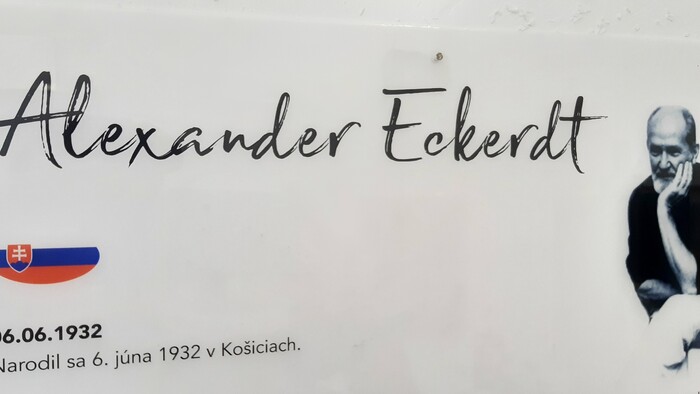 Alexander Eckerdt
06.06.1932
Narodil sa 6. júna 1932 v Košiciach.